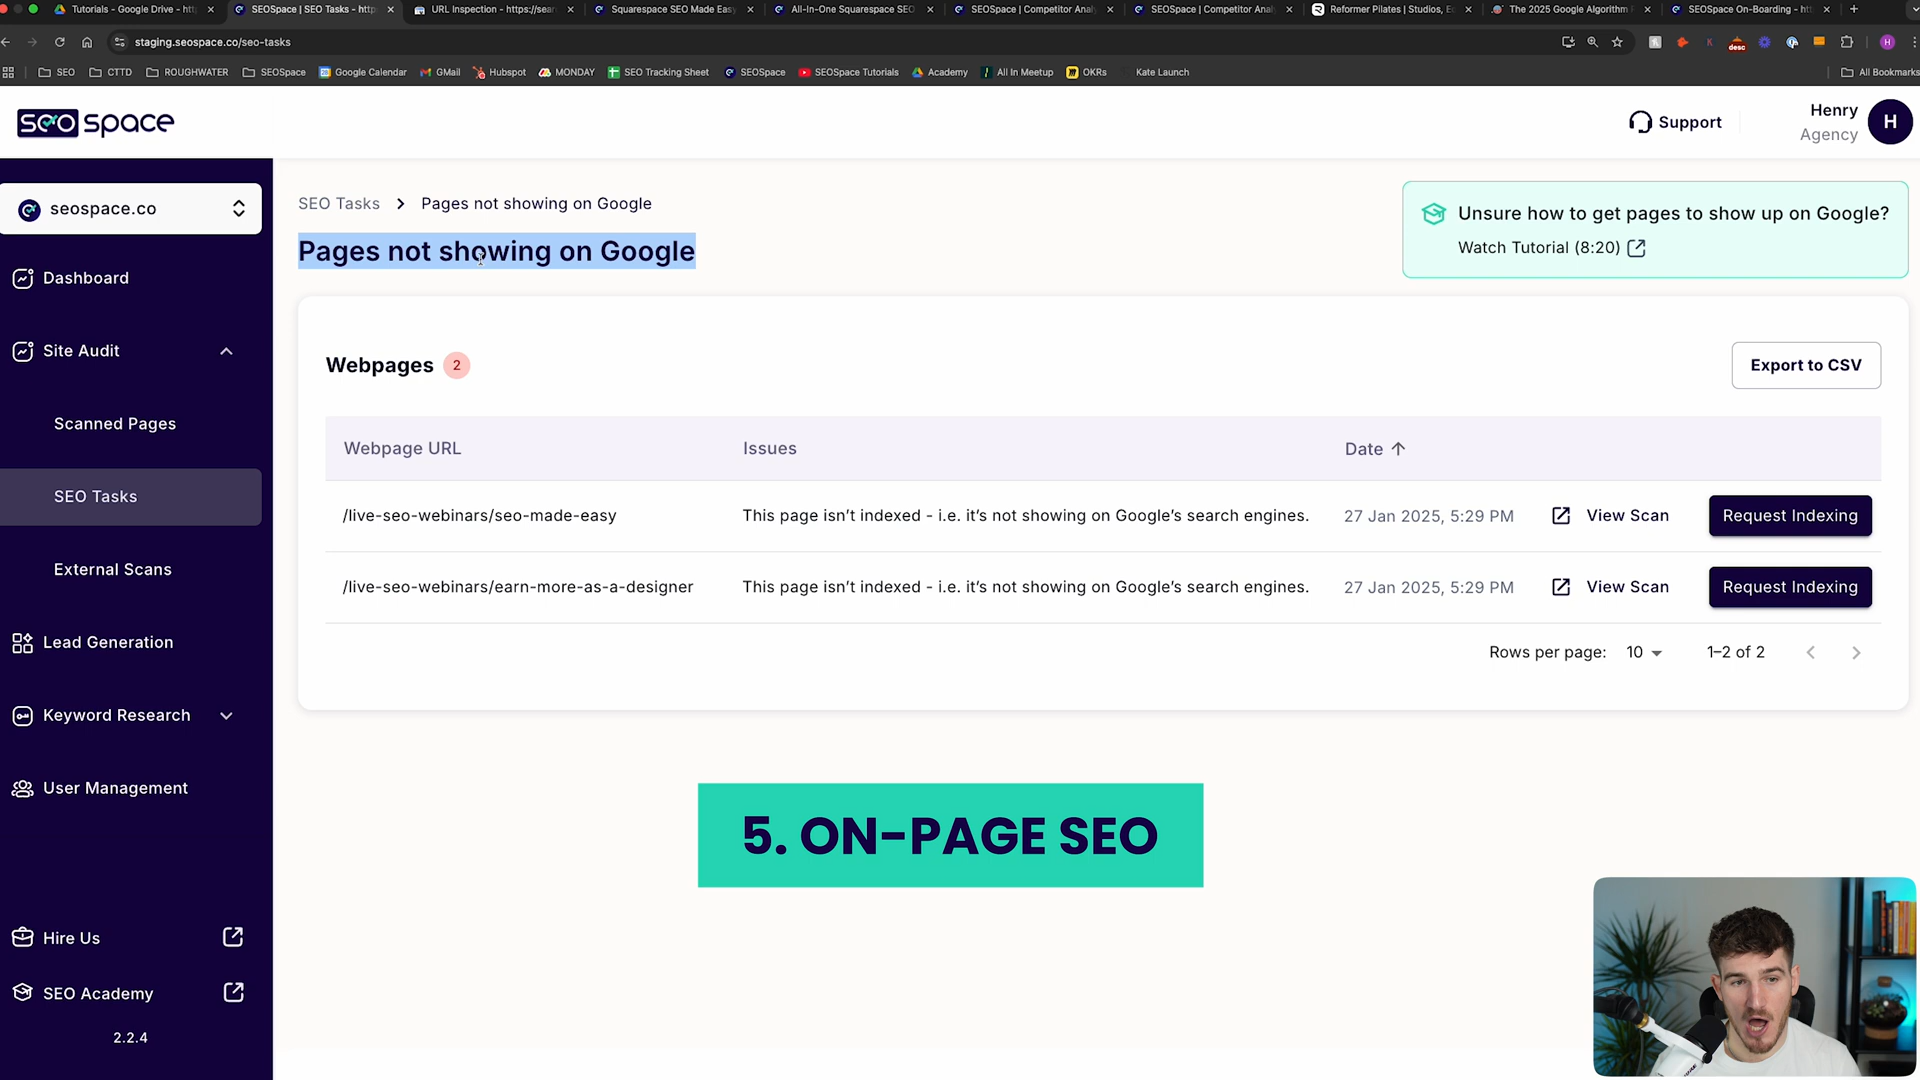 Tutorials - Google Drive - htt
SEOSpace | SEO Tasks - http
URL Inspection - https://sear
Squarespace SEO Made Easy
All-In-One Squarespace SEO
SEOSpace | Competitor Anal
SEOSpace | Competitor Anal
Reformer Pilates | Studios, E
The 2025 Google Algorithm
SEOSpace On-Boarding - htt
staging.seospace.co/seo-tasks
desc
H
SEO
CTTD
ROUGHWATER
SEOSpace
Google Calendar
GMail
Hubspot
MONDAY
SEO Tracking Sheet
SEOSpace
SEOSpace Tutorials
Academy
All In Meetup
OKRs
Kate Launch
All Bookmarks
seo space
Support
Henry
Agency
H
seospace.co
Dashboard
Site Audit
Scanned Pages
SEO Tasks
External Scans
Lead Generation
Keyword Research
User Management
Hire Us
SEO Academy
2.2.4
SEO Tasks > Pages not showing on Google
Pages not showing on Google
Unsure how to get pages to show up on Google?
Watch Tutorial (8:20)
Webpages 2
Export to CSV
Webpage URL Issues Date
/live-seo-webinars/seo-made-easy This page isn’t indexed - i.e. it’s not showing on Google’s search engines. 27 Jan 2025, 5:29 PM View Scan Request Indexing
/live-seo-webinars/earn-more-as-a-designer This page isn’t indexed - i.e. it’s not showing on Google’s search engines. 27 Jan 2025, 5:29 PM View Scan Request Indexing
Rows per page: 10 1–2 of 2
5. ON-PAGE SEO